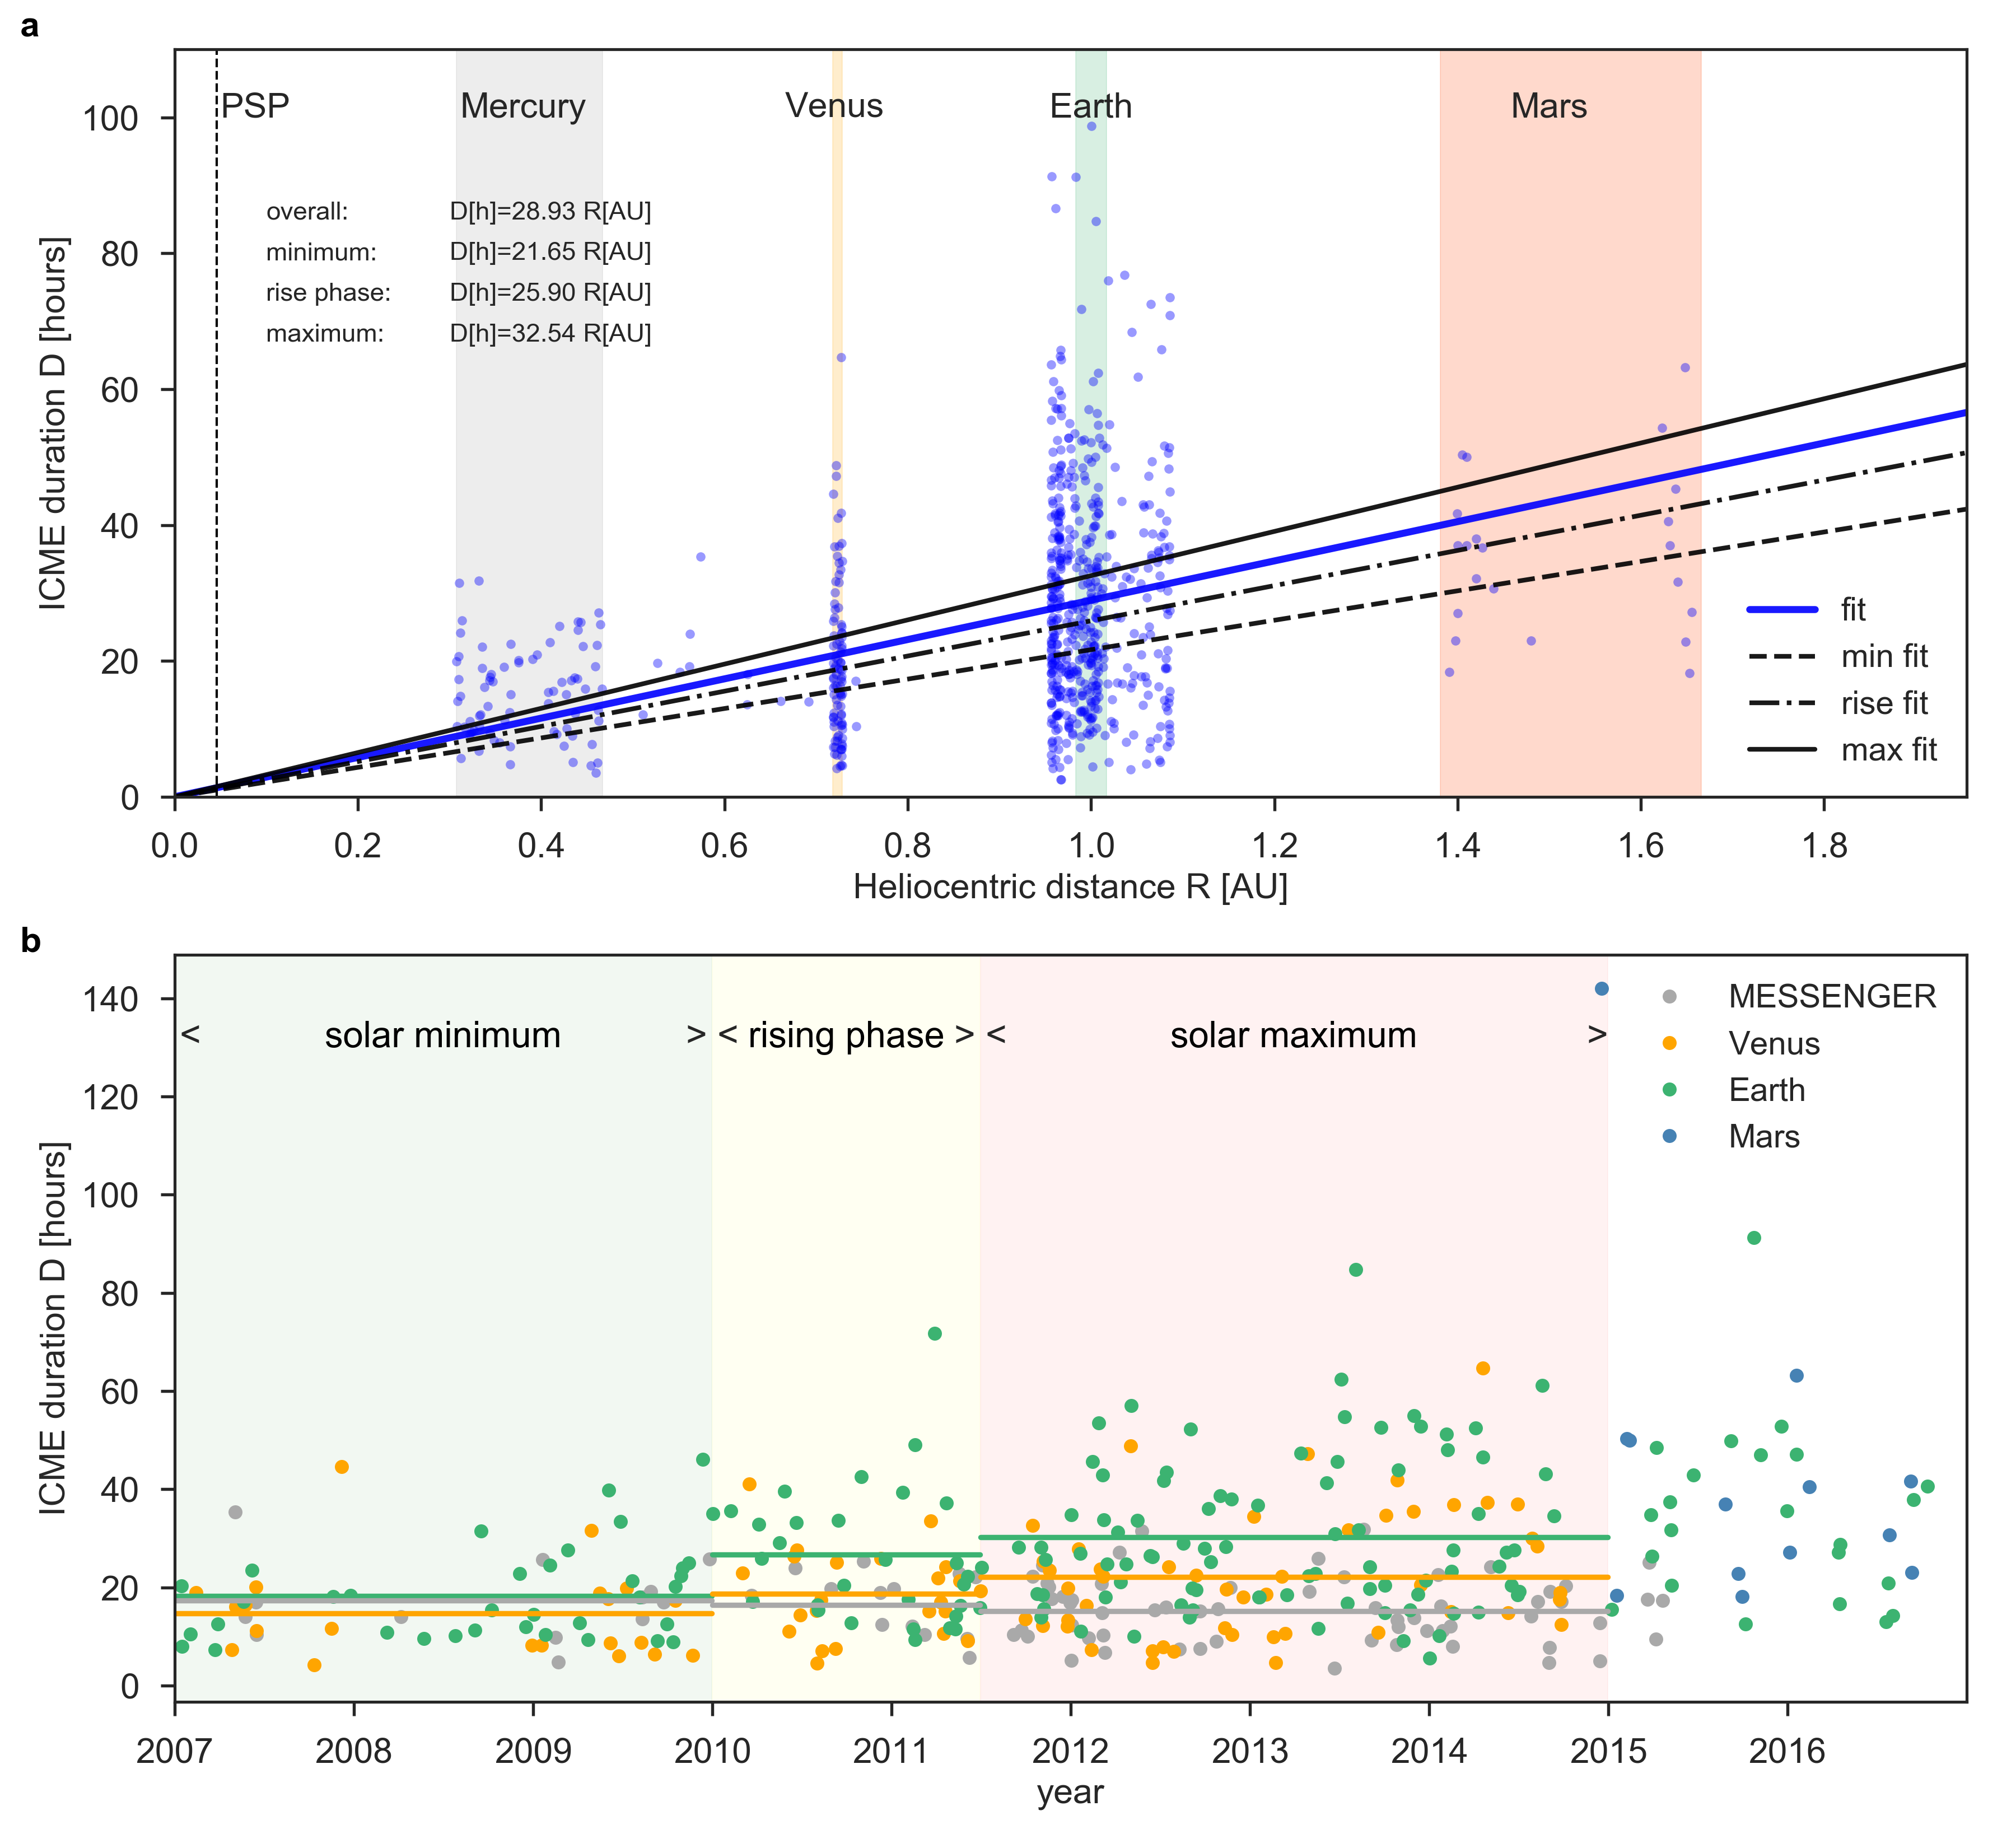 a
PSP Mercury Venus Earth Mars
overall: D[h]=28.93 R[AU]
minimum: D[h]=21.65 R[AU]
rise phase: D[h]=25.90 R[AU]
maximum: D[h]=32.54 R[AU]
ICME duration D [hours]
100
80
60
40
20
0
fit
min fit
rise fit
max fit
0.0 0.2 0.4 0.6 0.8 1.0 1.2 1.4 1.6 1.8
Heliocentric distance R [AU]
b
< solar minimum > < rising phase > < solar maximum >
MESSENGER
Venus
Earth
Mars
ICME duration D [hours]
140
120
100
80
60
40
20
0
2007 2008 2009 2010 2011 2012 2013 2014 2015 2016
year